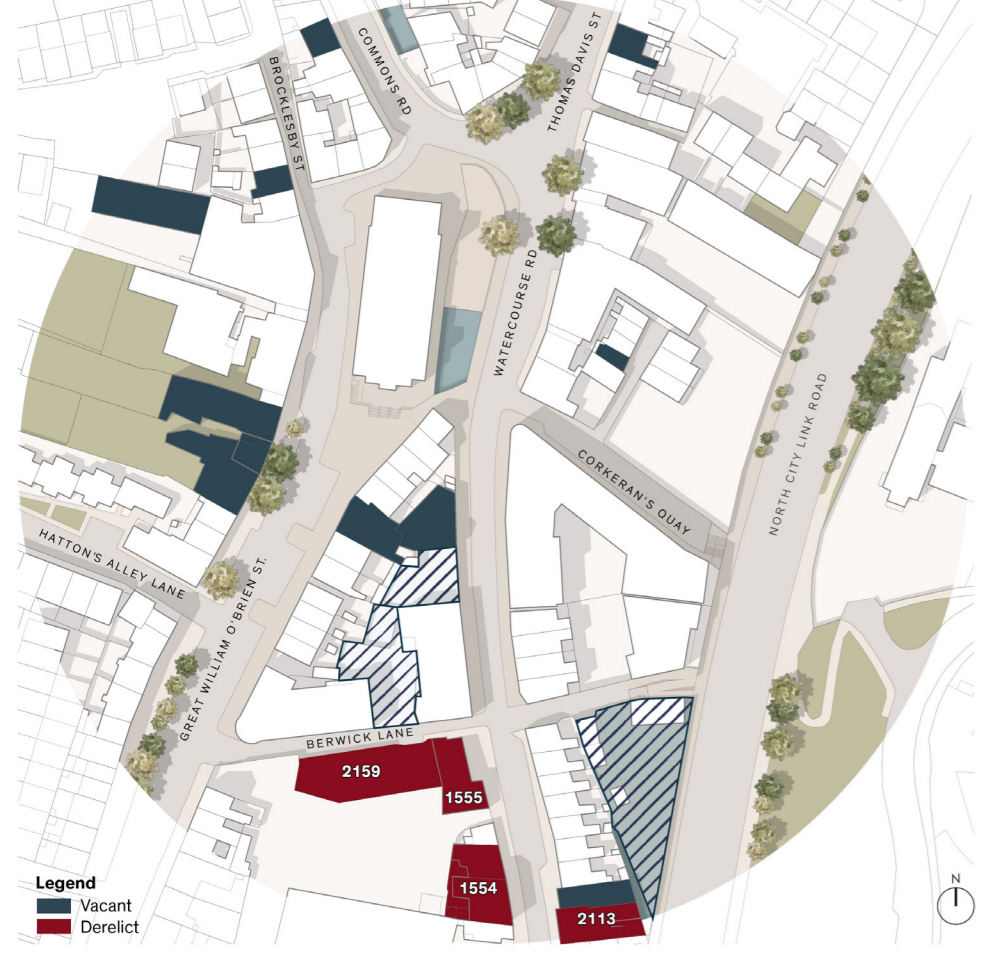 COMMONS RD
THOMAS DAVIS ST
BROCKLESBY ST
WATERCOURSE RD
NORTH CITY LINK ROAD
CORKERAN'S QUAY
HATTON'S ALLEY LANE
GREAT WILLIAM O'BRIEN ST.
BERWICK LANE
2159
1555
1554
2113
Legend
Vacant
Derelict
N